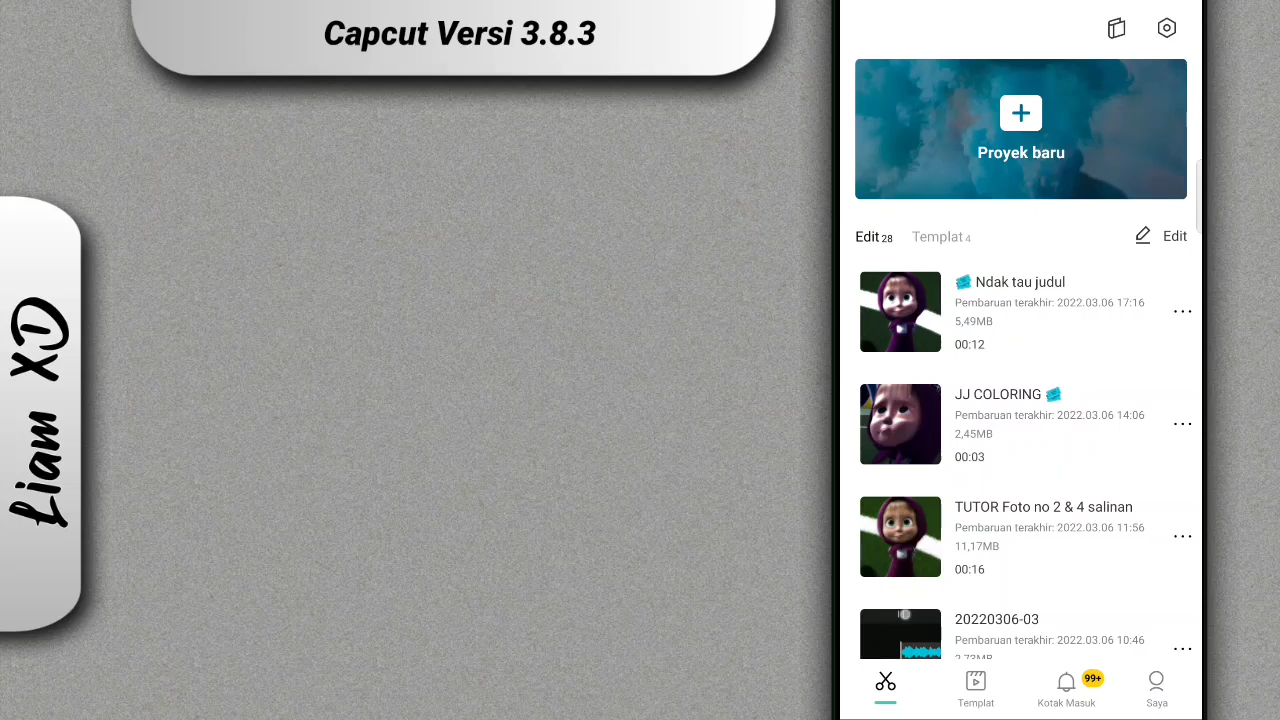 Capcut Versi 3.8.3
Liam XD
Proyek baru
Edit 28
Templat 4
Edit
Ndak tau judul
Pembaruan terakhir: 2022.03.06 17:16
5,49MB
00:12
JJ COLORING
Pembaruan terakhir: 2022.03.06 14:06
2,45MB
00:03
TUTOR Foto no 2 & 4 salinan
Pembaruan terakhir: 2022.03.06 11:56
11,17MB
00:16
20220306-03
Pembaruan terakhir: 2022.03.06 10:46
2,73MB
99+
Templat
Kotak Masuk
Saya